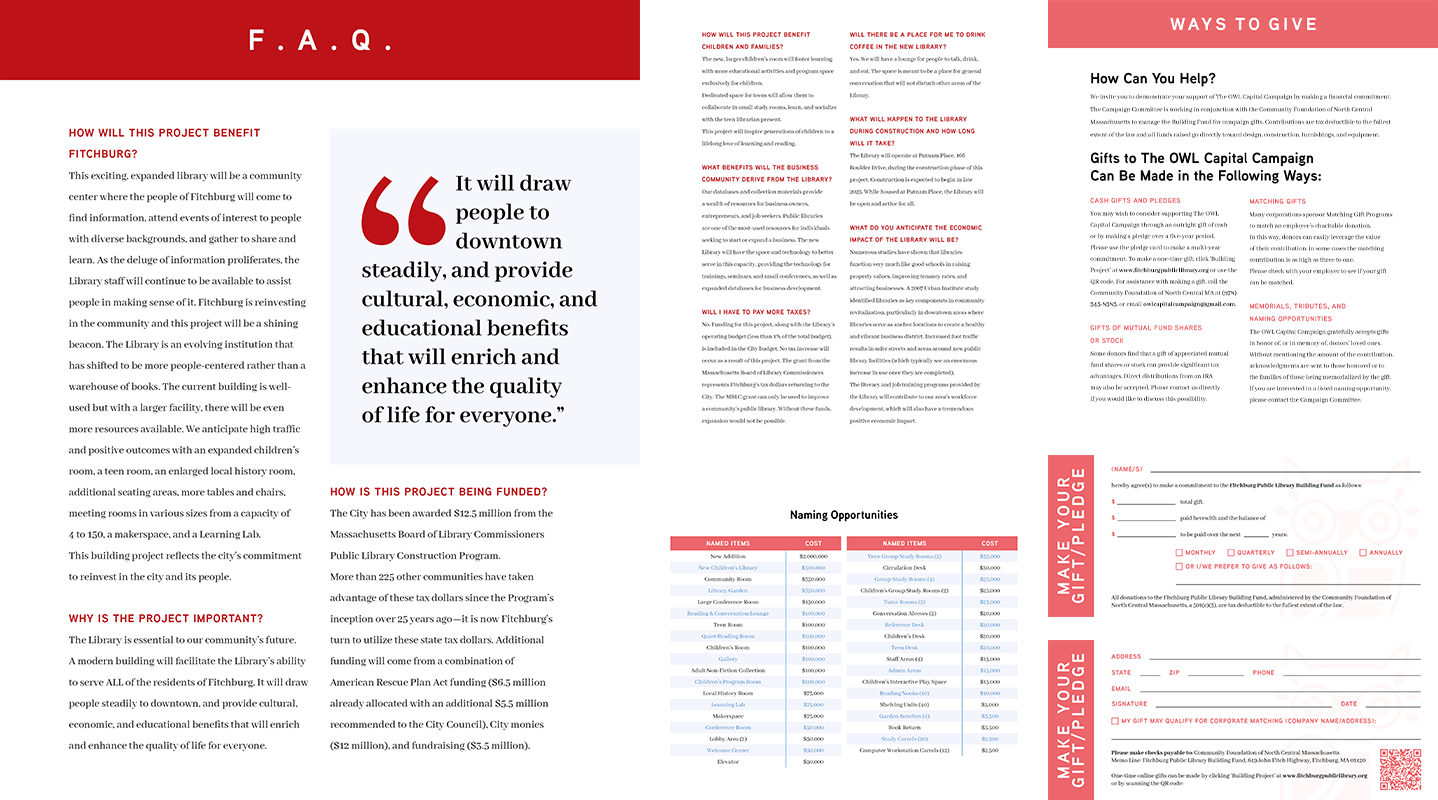 F.A.Q.
HOW WILL THIS PROJECT BENEFIT
FITCHBURG?
This exciting, expanded library will be a community
center where the people of Fitchburg will come to
find information, attend events of interest to people
with diverse backgrounds, and gather to share and
learn. As the deluge of information proliferates, the
Library staff will continue to be available to assist
people in making sense of it. Fitchburg is reinvesting
in the community and this project will be a shining
beacon. The Library is an evolving institution that
has shifted to be more people-centered rather than a
warehouse of books. The current building is well-
used but with a larger facility, there will be even
more resources available. We anticipate high traffic
and positive outcomes with an expanded children's
room, a teen room, an enlarged local history room,
additional seating areas, more tables and chairs,
meeting rooms in various sizes from a capacity of
4 to 150, a makerspace, and a Learning Lab.
This building project reflects the city's commitment
to reinvest in the city and its people.
WHY IS THE PROJECT IMPORTANT?
The Library is essential to our community's future.
A modern building will facilitate the Library's ability
to serve ALL of the residents of Fitchburg. It will draw
people steadily to downtown, and provide cultural,
economic, and educational benefits that will enrich
and enhance the quality of life for everyone.
“ It will draw
people to
downtown
steadily, and provide
cultural, economic, and
educational benefits
that will enrich and
enhance the quality
of life for everyone.”
HOW IS THIS PROJECT BEING FUNDED?
The City has been awarded $12.5 million from the
Massachusetts Board of Library Commissioners
Public Library Construction Program.
More than 225 other communities have taken
advantage of these tax dollars since the Program's
inception over 25 years ago—it is now Fitchburg's
turn to utilize these state tax dollars. Additional
funding will come from a combination of
American Rescue Plan Act funding ($6.5 million
already allocated with an additional $5.5 million
recommended to the City Council), City monies
($12 million), and fundraising ($3.5 million).
HOW WILL THIS PROJECT BENEFIT
CHILDREN AND FAMILIES?
The new, larger children's room will foster learning
with more educational activities and program space
exclusively for children.
Dedicated space for teens will allow them to
collaborate in small study rooms, learn, and socialize
with the teen librarian present.
This project will inspire generations of children to a
lifelong love of learning and reading.
WHAT BENEFITS WILL THE BUSINESS
COMMUNITY DERIVE FROM THE LIBRARY?
Our databases and collection materials provide
a wealth of resources for business owners,
entrepreneurs, and job seekers. Public libraries
are one of the most-used resources for individuals
seeking to start or expand a business. The new
Library will have the space and technology to better
serve in this capacity, providing the technology for
trainings, seminars, and small conferences, as well as
expanded databases for business development.
WILL I HAVE TO PAY MORE TAXES?
No. Funding for this project, along with the Library's
operating budget (less than 1% of the total budget),
is included in the City budget. No tax increase will
occur as a result of this project. The grant from the
Massachusetts Board of Library Commissioners
represents Fitchburg's tax dollars returning to the
City. The MBLC grant can only be used to improve
a community's public library. Without these funds,
expansion would not be possible.
WILL THERE BE A PLACE FOR ME TO DRINK
COFFEE IN THE NEW LIBRARY?
Yes. We will have a lounge for people to talk, drink,
and eat. The space is meant to be a place for general
conversation that will not disturb other areas of the
Library.
WHAT WILL HAPPEN TO THE LIBRARY
DURING CONSTRUCTION AND HOW LONG
WILL IT TAKE?
The Library will operate at Putnam Place, 166
Boulder Drive, during the construction phase of this
project. Construction is expected to begin in late
2023. While housed at Putnam Place, the Library will
be open and active for all.
WHAT DO YOU ANTICIPATE THE ECONOMIC
IMPACT OF THE LIBRARY WILL BE?
Numerous studies have shown that libraries
function very much like good schools in raising
property values, improving tenancy rates, and
attracting businesses. A 2007 Urban Institute study
identified libraries as key components in community
revitalization, particularly in downtown areas where
libraries serve as anchor locations to create a healthy
and vibrant business district. Increased foot traffic
results in safer streets and areas around new public
library facilities (which typically see an enormous
increase in use once they are completed).
The literacy and job training programs provided by
the Library will contribute to our area's workforce
development, which will also have a tremendous
positive economic impact.
Naming Opportunities
NAMED ITEMS COST
New Addition $2,000,000
New Children's Library $500,000
Community Room $350,000
Library Garden $350,000
Large Conference Room $150,000
Reading & Conversation Lounge $100,000
Teen Room $100,000
Quiet Reading Room $100,000
Children's Room $100,000
Gallery $100,000
Adult Non-Fiction Collection $100,000
Children's Program Room $100,000
Local History Room $75,000
Learning Lab $75,000
Makerspace $75,000
Conference Room $50,000
Lobby Area (2) $50,000
Welcome Center $50,000
Elevator $50,000
NAMED ITEMS COST
Teen Group Study Rooms (2) $35,000
Circulation Desk $30,000
Group Study Rooms (4) $25,000
Children's Group Study Rooms (2) $25,000
Tutor Rooms (2) $25,000
Conversation Alcoves (2) $20,000
Reference Desk $20,000
Children's Desk $20,000
Teen Desk $20,000
Staff Areas (4) $15,000
Admin Areas $15,000
Children's Interactive Play Space $15,000
Reading Nooks (10) $10,000
Shelving Units (40) $5,000
Garden Benches (4) $3,500
Book Return $3,500
Study Carrels (20) $2,500
Computer Workstation Carrels (12) $2,500
WAYS TO GIVE
How Can You Help?
We invite you to demonstrate your support of The OWL Capital Campaign by making a financial commitment.
The Campaign Committee is working in conjunction with the Community Foundation of North Central
Massachusetts to manage the Building Fund for campaign gifts. Contributions are tax deductible to the fullest
extent of the law and all funds raised go directly toward design, construction, furnishings, and equipment.
Gifts to The OWL Capital Campaign
Can Be Made in the Following Ways:
CASH GIFTS AND PLEDGES
You may wish to consider supporting The OWL
Capital Campaign through an outright gift of cash
or by making a pledge over a five-year period.
Please use the pledge card to make a multi-year
commitment. To make a one-time gift, click 'Building
Project' at www.fitchburgpubliclibrary.org or use the
QR code. For assistance with making a gift, call the
Community Foundation of North Central MA at (978)
345-8383, or email owlcapitalcampaign@gmail.com.
GIFTS OF MUTUAL FUND SHARES
OR STOCK
Some donors find that a gift of appreciated mutual
fund shares or stock can provide significant tax
advantages. Direct distributions from an IRA
may also be accepted. Please contact us directly
if you would like to discuss this possibility.
MATCHING GIFTS
Many corporations sponsor Matching Gift Programs
to match an employee's charitable donation.
In this way, donors can easily leverage the value
of their contribution. In some cases the matching
contribution is as high as three to one.
Please check with your employer to see if your gift
can be matched.
MEMORIALS, TRIBUTES, AND
NAMING OPPORTUNITIES
The OWL Capital Campaign gratefully accepts gifts
in honor of, or in memory of, donors' loved ones.
Without mentioning the amount of the contribution,
acknowledgments are sent to those honored or to
the families of those being memorialized by the gift.
If you are interested in a listed naming opportunity,
please contact the Campaign Committee.
MAKE YOUR
GIFT/PLEDGE
(NAME/S)
hereby agree(s) to make a commitment to the Fitchburg Public Library Building Fund as follows:
$ total gift.
$ paid herewith and the balance of
$ to be paid over the next years:
MONTHLY QUARTERLY SEMI-ANNUALLY ANNUALLY
OR I/WE PREFER TO GIVE AS FOLLOWS:
All donations to the Fitchburg Public Library Building Fund, administered by the Community Foundation of
North Central Massachusetts, a 501(c)(3), are tax deductible to the fullest extent of the law.
MAKE YOUR
GIFT/PLEDGE
ADDRESS
STATE ZIP PHONE
EMAIL
SIGNATURE DATE
MY GIFT MAY QUALIFY FOR CORPORATE MATCHING (COMPANY NAME/ADDRESS):
Please make checks payable to: Community Foundation of North Central Massachusetts
Memo Line: Fitchburg Public Library Building Fund, 649 John Fitch Highway, Fitchburg, MA 01420
One-time online gifts can be made by clicking 'Building Project' at www.fitchburgpubliclibrary.org
or by scanning the QR code: